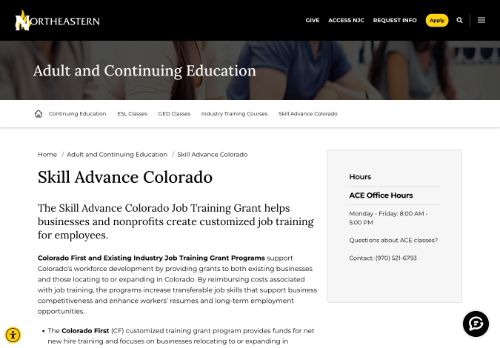 NORTHEASTERN
GIVE ACCESS NJC REQUEST INFO Apply
Adult and Continuing Education
Continuing Education ESL Classes GED Classes Industry Training Courses Skill Advance Colorado
Home / Adult and Continuing Education / Skill Advance Colorado
Skill Advance Colorado
The Skill Advance Colorado Job Training Grant helps
businesses and nonprofits create customized job training
for employees.
Colorado First and Existing Industry Job Training Grant Programs support
Colorado's workforce development by providing grants to both existing businesses
and those locating to or expanding in Colorado. By reimbursing costs associated
with job training, the programs increase transferable job skills that support business
competitiveness and enhance workers' resumes and long-term employment
opportunities.
• The Colorado First (CF) customized training grant program provides funds for net
new hire training and focuses on businesses relocating to or expanding in
Hours
ACE Office Hours
Monday - Friday: 8:00 AM -
5:00 PM
Questions about ACE classes?
Contact: (970) 521-6793